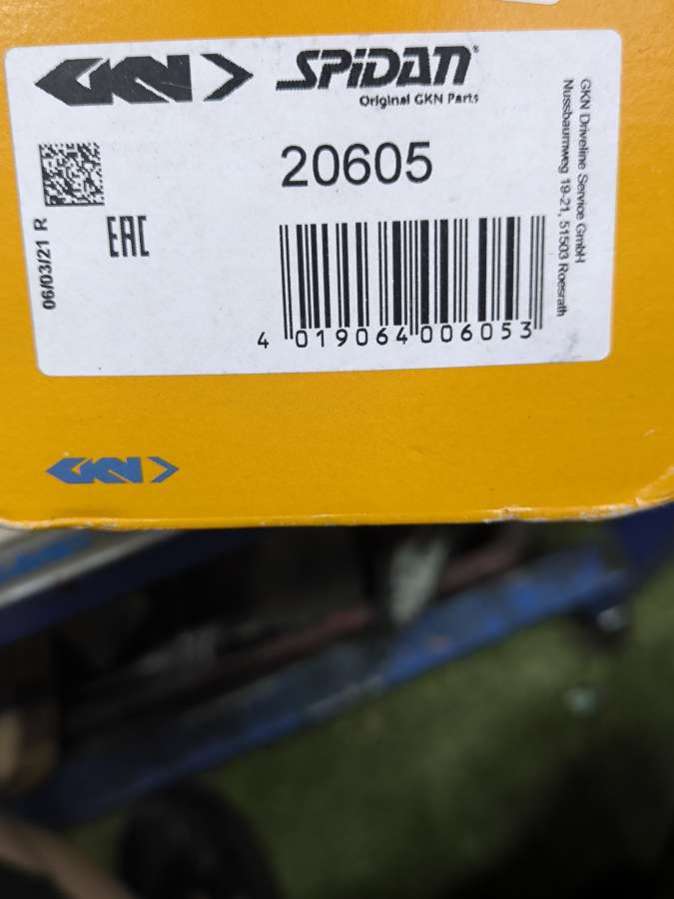 GKN SPiDAN®
Original GKN Parts
20605
GKN Driveline Service GmbH
Nussbaumweg 19-21, 51503 Roesrath
06/03/21 R
EAC
4 019064 006053
GKN